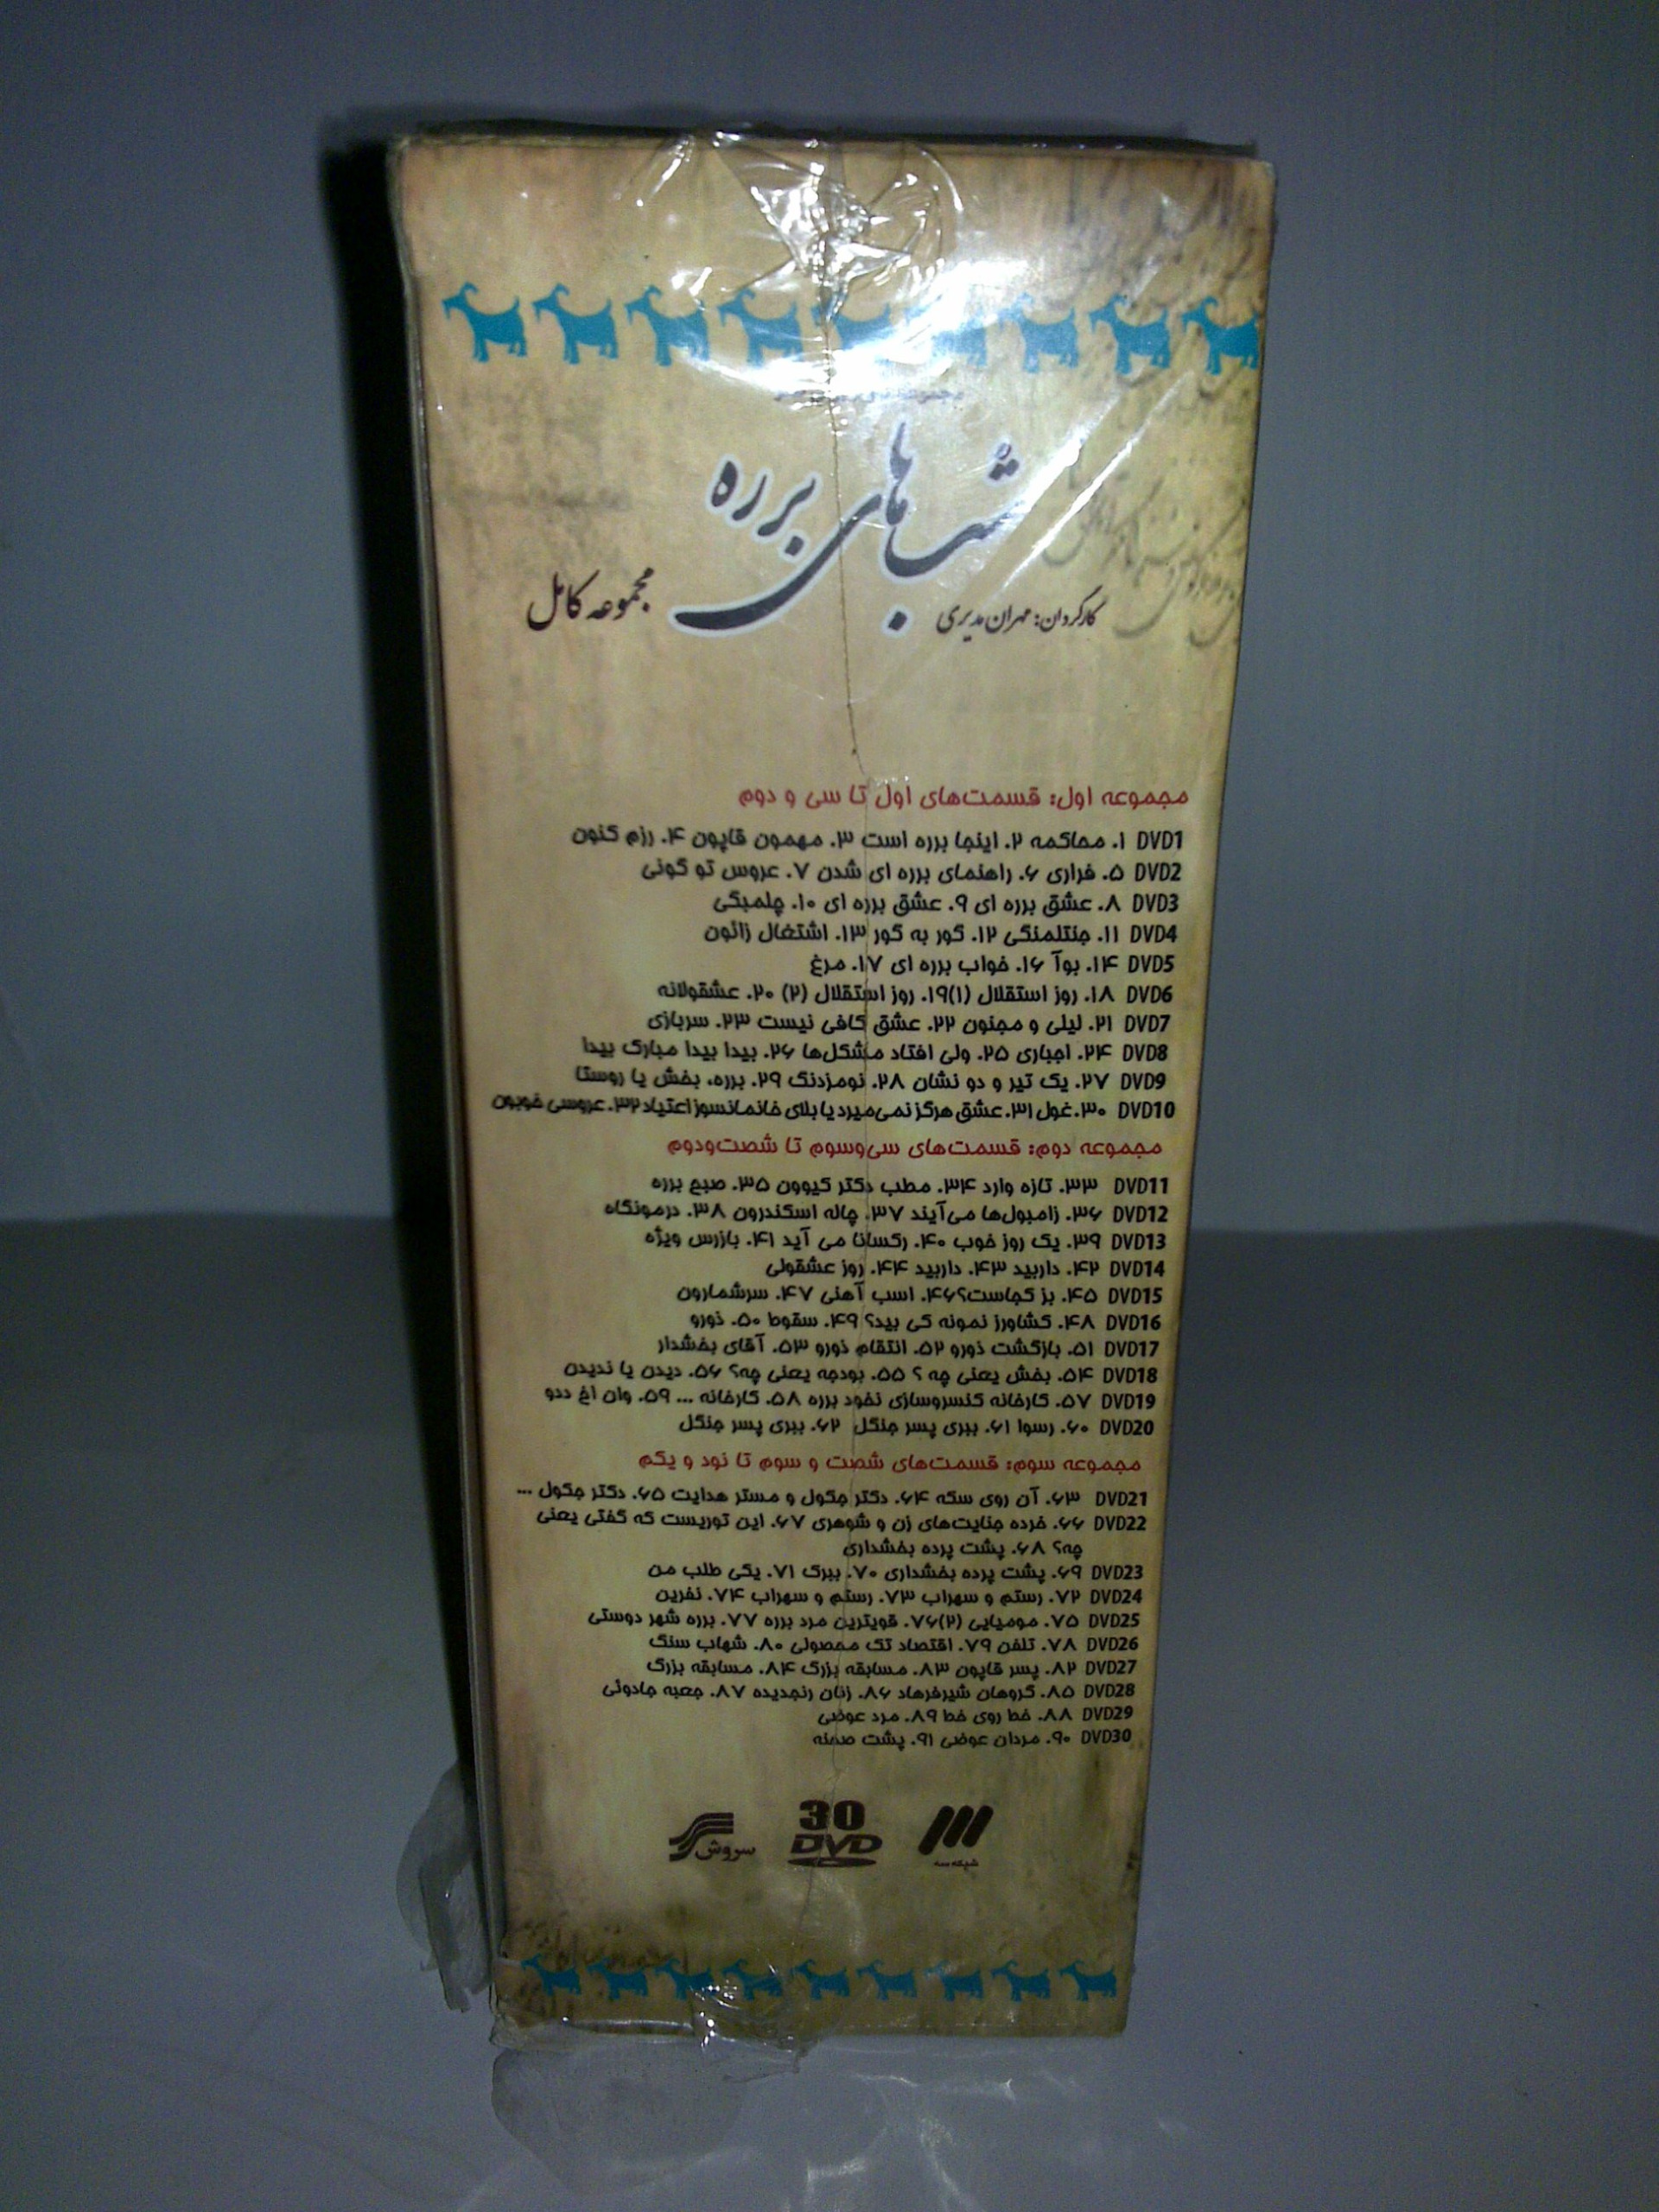 شب‌های برره
کارگردان: مهران مدیری
مجموعه کامل
مجموعه اول: قسمت‌های اول تا سی و دوم
DVD1 ۱. محاکمه ۲. اینجا برره است ۳. مهمون قاپون ۴. رزم کنون
DVD2 ۵. فراری ۶. راهنمای برره ای شدن ۷. عروس تو گونی
DVD3 ۸. عشق برره ای ۹. عشق برره ای ۱۰. چلمبگی
DVD4 ۱۱. جنتلمنگی ۱۲. گور به گور ۱۳. اشتغال زائون
DVD5 ۱۴. بوآ ۱۶. خواب برره ای ۱۷. مرغ
DVD6 ۱۸. روز استقلال (۱) ۱۹. روز استقلال (۲) ۲۰. عشقولانه
DVD7 ۲۱. لیلی و مجنون ۲۲. عشق کافی نیست ۲۳. سربازی
DVD8 ۲۴. اجباری ۲۵. ولی افتاد مشکل‌ها ۲۶. بیدا بیدا مبارک بیدا
DVD9 ۲۷. یک تیر و دو نشان ۲۸. نومزدنگ ۲۹. برره، بخش یا روستا
DVD10 ۳۰. غول ۳۱. عشق هرگز نمی‌میرد یا بلای خانمانسوز اعتیاد ۳۲. عروسی خوبون
مجموعه دوم: قسمت‌های سی‌وسوم تا شصت‌ودوم
DVD11 ۳۳. تازه وارد ۳۴. مطب دکتر کیوون ۳۵. صبح برره
DVD12 ۳۶. زامبول‌ها می‌آیند ۳۷. چاله اسکندرون ۳۸. درمونگاه
DVD13 ۳۹. یک روز خوب ۴۰. رکسانا می آید ۴۱. بازرس ویژه
DVD14 ۴۲. داربید ۴۳. داربید ۴۴. روز عشقولی
DVD15 ۴۵. بز کجاست؟ ۴۶. اسب آهنی ۴۷. سرشمارون
DVD16 ۴۸. کشاورز نمونه کی بید؟ ۴۹. سقوط ۵۰. ذورو
DVD17 ۵۱. بازگشت ذورو ۵۲. انتقام ذورو ۵۳. آقای بخشدار
DVD18 ۵۴. بخش یعنی چه ؟ ۵۵. بودجه یعنی چه؟ ۵۶. دیدن یا ندیدن
DVD19 ۵۷. کارخانه کنسروسازی نخود برره ۵۸. کارخانه ... ۵۹. وان اخ ددو
DVD20 ۶۰. رسوا ۶۱. ببری پسر جنگل ۶۲. ببری پسر جنگل
مجموعه سوم: قسمت‌های شصت و سوم تا نود و یکم
DVD21 ۶۳. آن روی سکه ۶۴. دکتر جکول و مستر هدایت ۶۵. دکتر جکول ...
DVD22 ۶۶. خرده جنایت‌های زن و شوهری ۶۷. این توریست که گفتی یعنی
چه؟ ۶۸. پشت پرده بخشداری
DVD23 ۶۹. پشت پرده بخشداری ۷۰. ببرک ۷۱. یکی طلب من
DVD24 ۷۲. رستم و سهراب ۷۳. رستم و سهراب ۷۴. نفرین
DVD25 ۷۵. مومیایی (۲) ۷۶. قویترین مرد برره ۷۷. برره شهر دوستی
DVD26 ۷۸. تلفن ۷۹. اقتصاد تک محصولی ۸۰. شهاب سنگ
DVD27 ۸۲. پسر قاپون ۸۳. مسابقه بزرگ ۸۴. مسابقه بزرگ
DVD28 ۸۵. گروهان شیرفرهاد ۸۶. زنان رنجدیده ۸۷. جعبه جادوئی
DVD29 ۸۸. خط روی خط ۸۹. مرد عوضی
DVD30 ۹۰. مردان عوضی ۹۱. پشت صحنه
شبکه سه
30 DVD
سروش